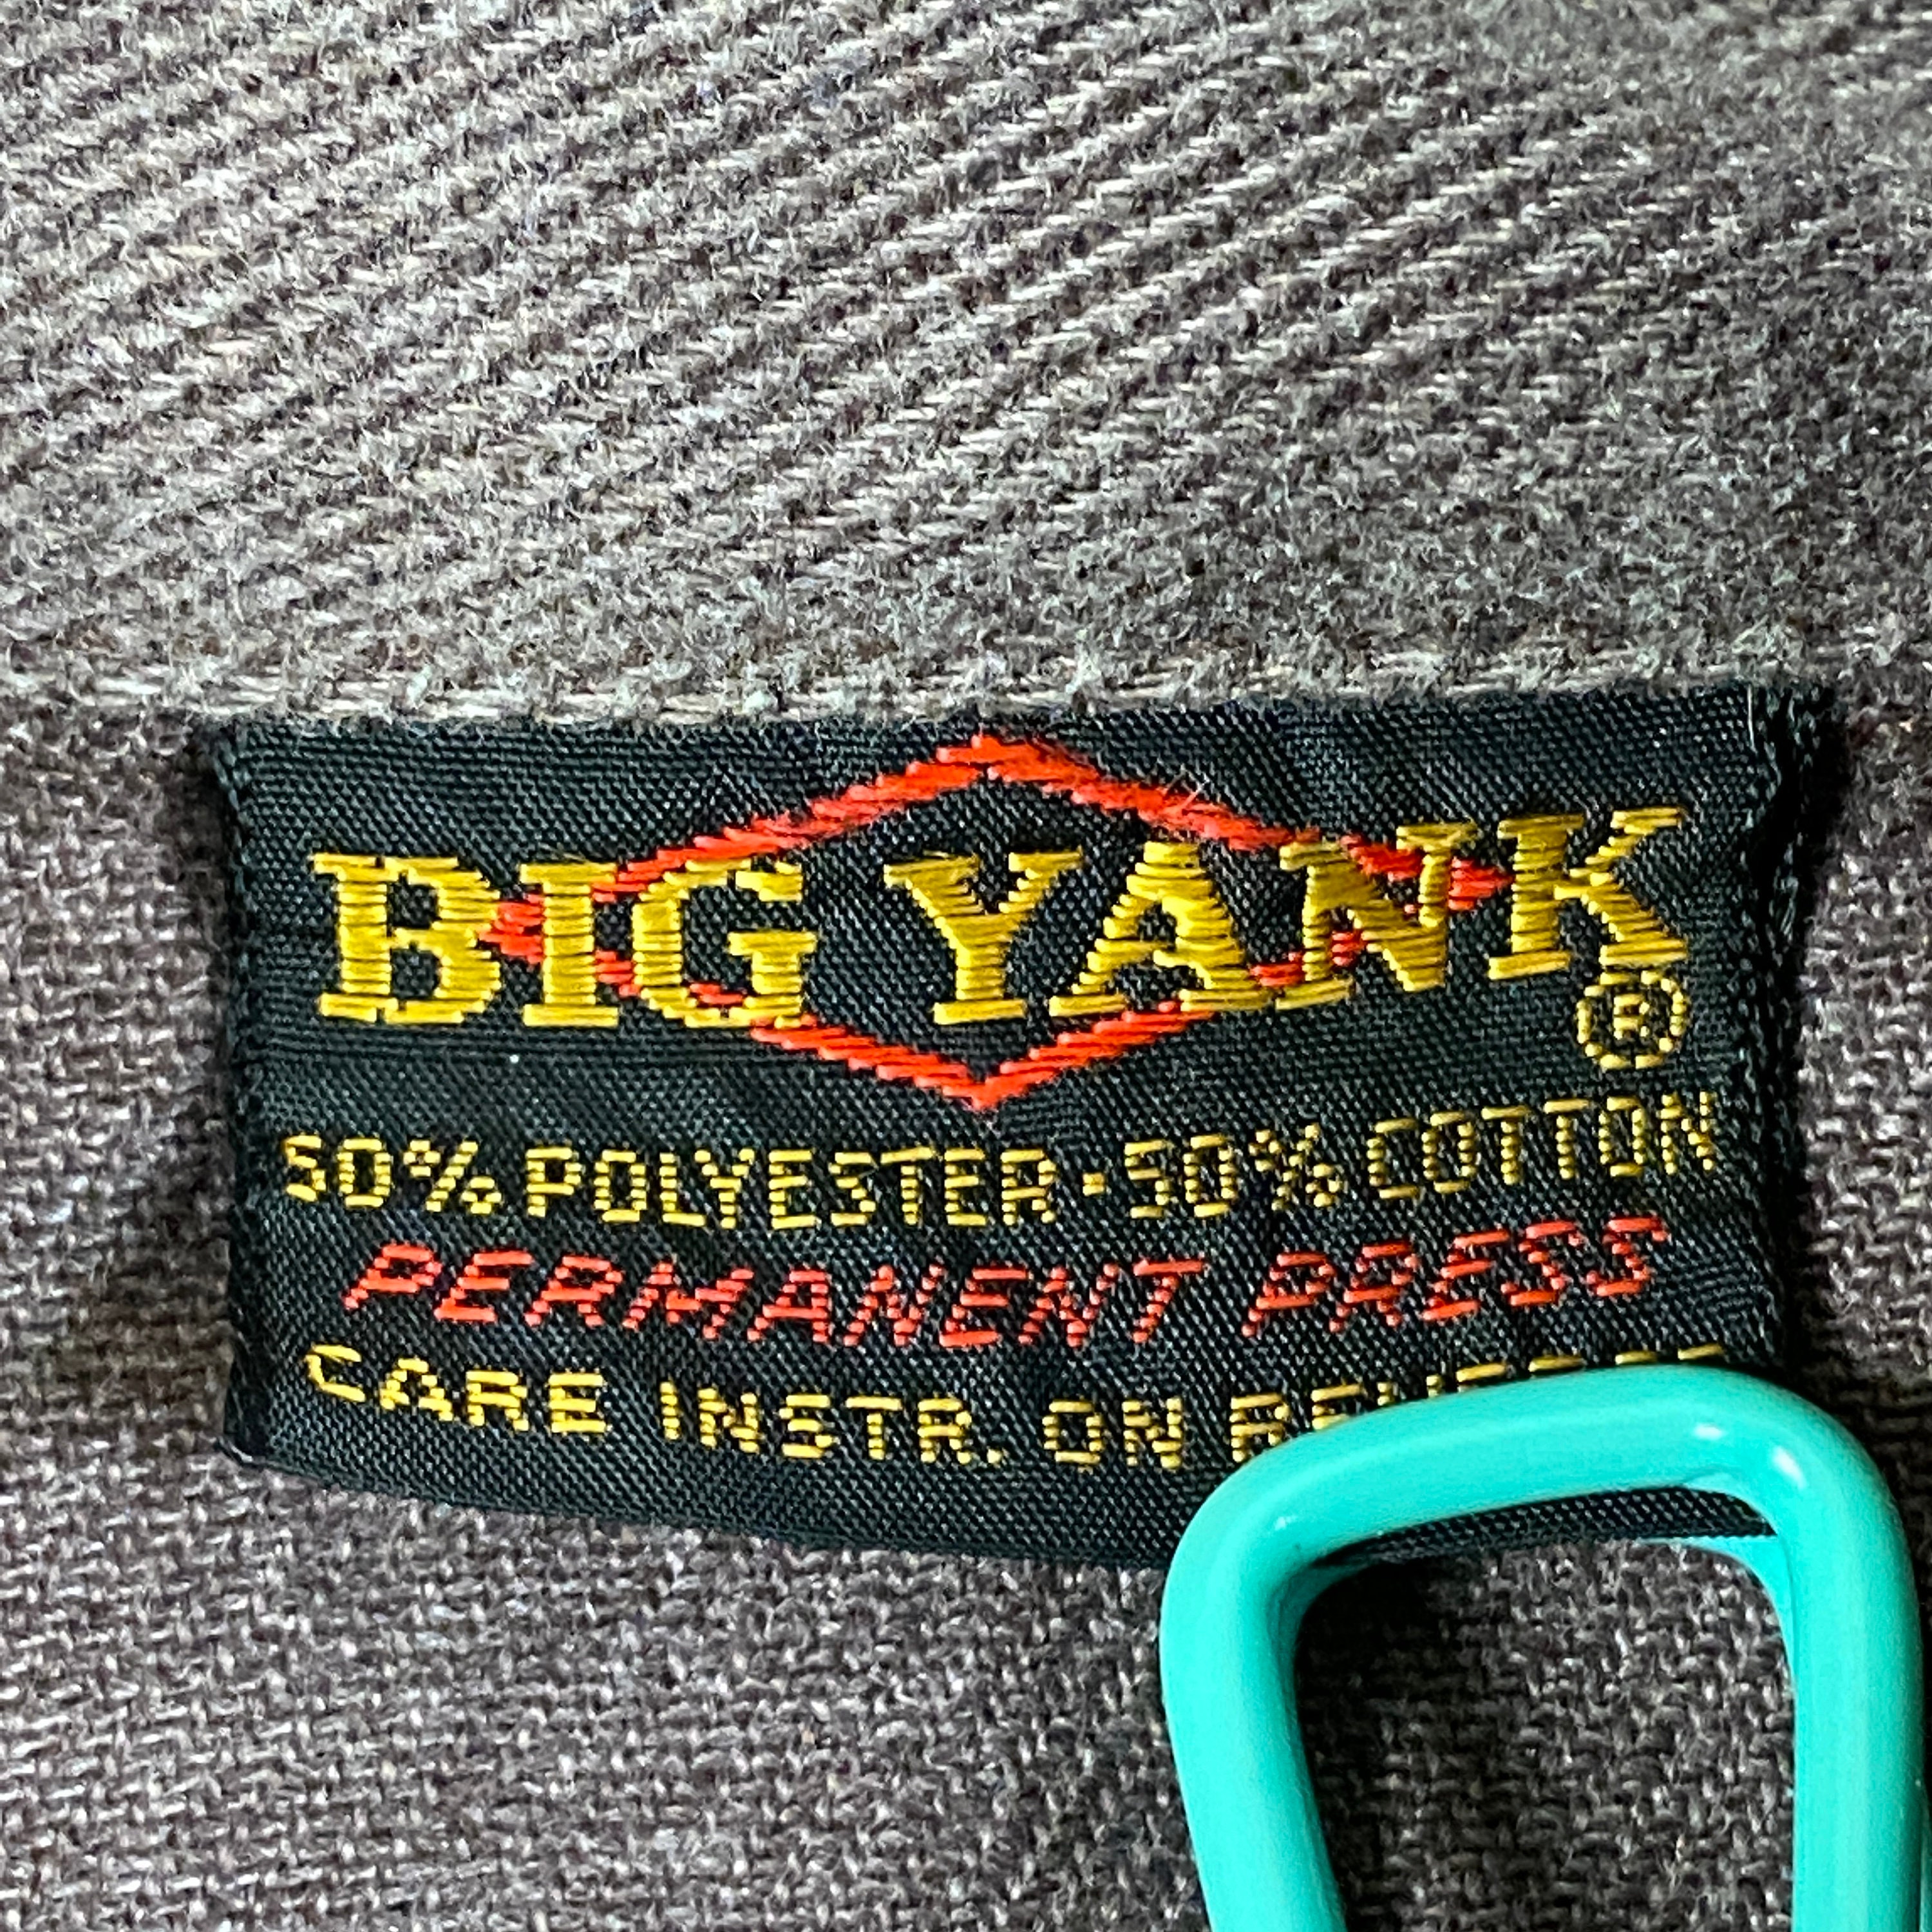 BIG YANK
®
50% POLYESTER · 50% COTTON
PERMANENT PRESS
CARE INSTR. ON